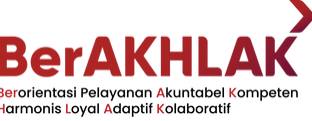 BerAKHLAK
Berorientasi Pelayanan Akuntabel Kompeten
Harmonis Loyal Adaptif Kolaboratif